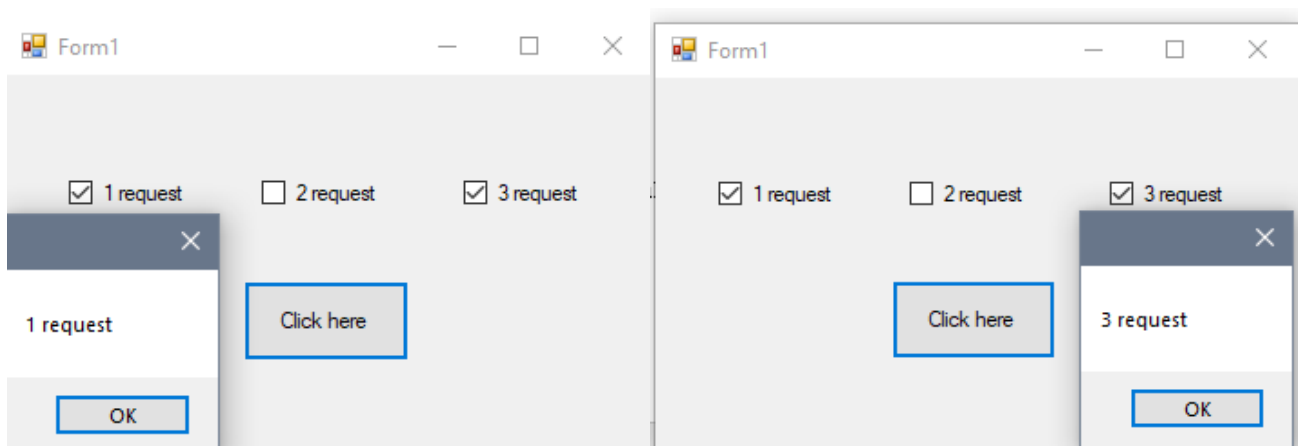 Form1
1 request 2 request 3 request
1 request
Click here
OK
Form1
1 request 2 request 3 request
Click here
3 request
OK